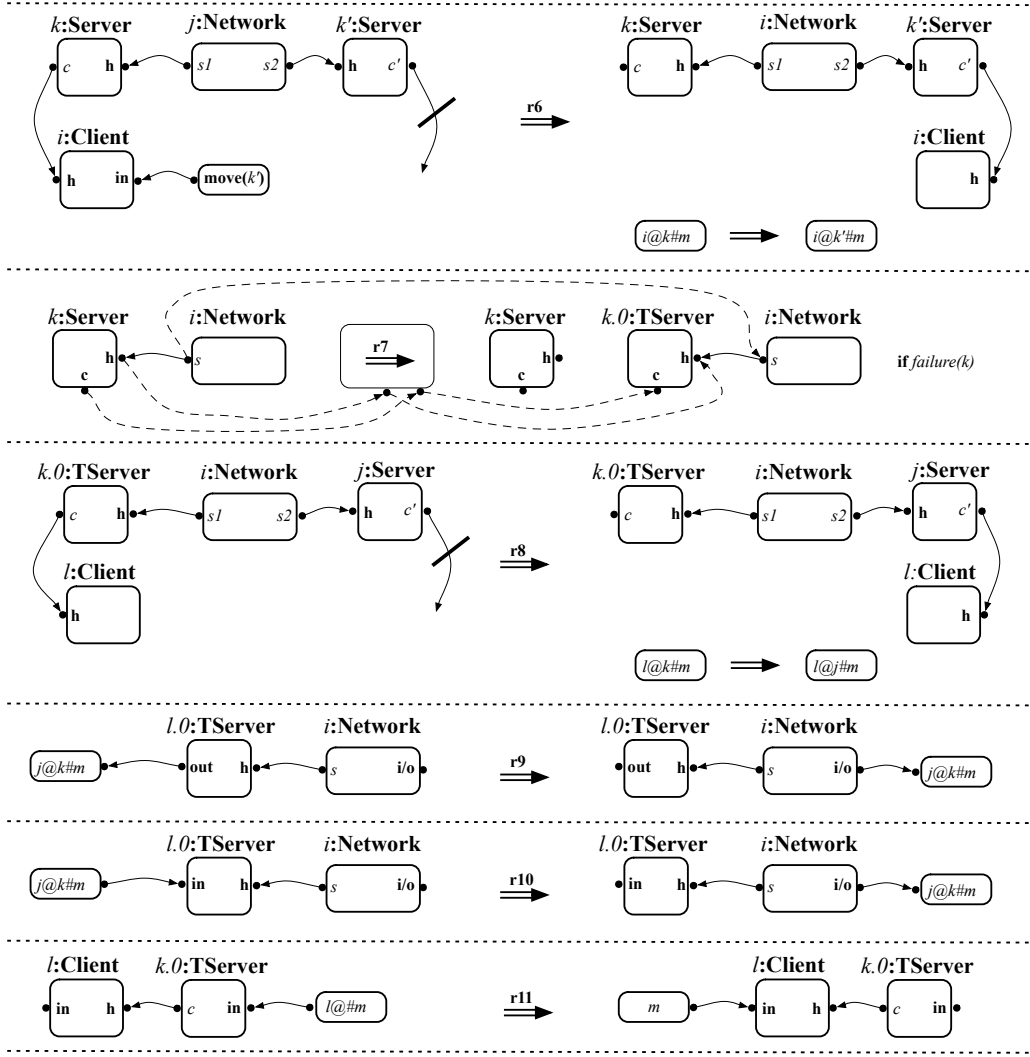 k:Server j:Network k':Server k:Server i:Network k':Server
c h s1 s2 h c' r6 c h s1 s2 h c'
i:Client i:Client
h in move(k') h
i@k#m i@k'#m
k:Server i:Network k:Server k.0:TServer i:Network
h s r7 h h s if failure(k)
c c c
k.0:TServer i:Network j:Server k.0:TServer i:Network j:Server
c h s1 s2 h c' r8 c h s1 s2 h c'
l:Client l:Client
h h
l@k#m l@j#m
l.0:TServer i:Network l.0:TServer i:Network
j@k#m out h s i/o r9 out h s i/o j@k#m
l.0:TServer i:Network l.0:TServer i:Network
j@k#m in h s i/o r10 in h s i/o j@k#m
l:Client k.0:TServer l:Client k.0:TServer
in h c in l@#m r11 m in h c in